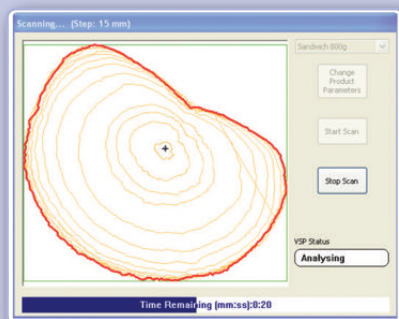 Scanning... (Step: 15 mm)
Sandwich 800g
Change
Product
Parameters
Start Scan
Stop Scan
VSP Status
Analysing
Time Remaining (mm:ss):0:20